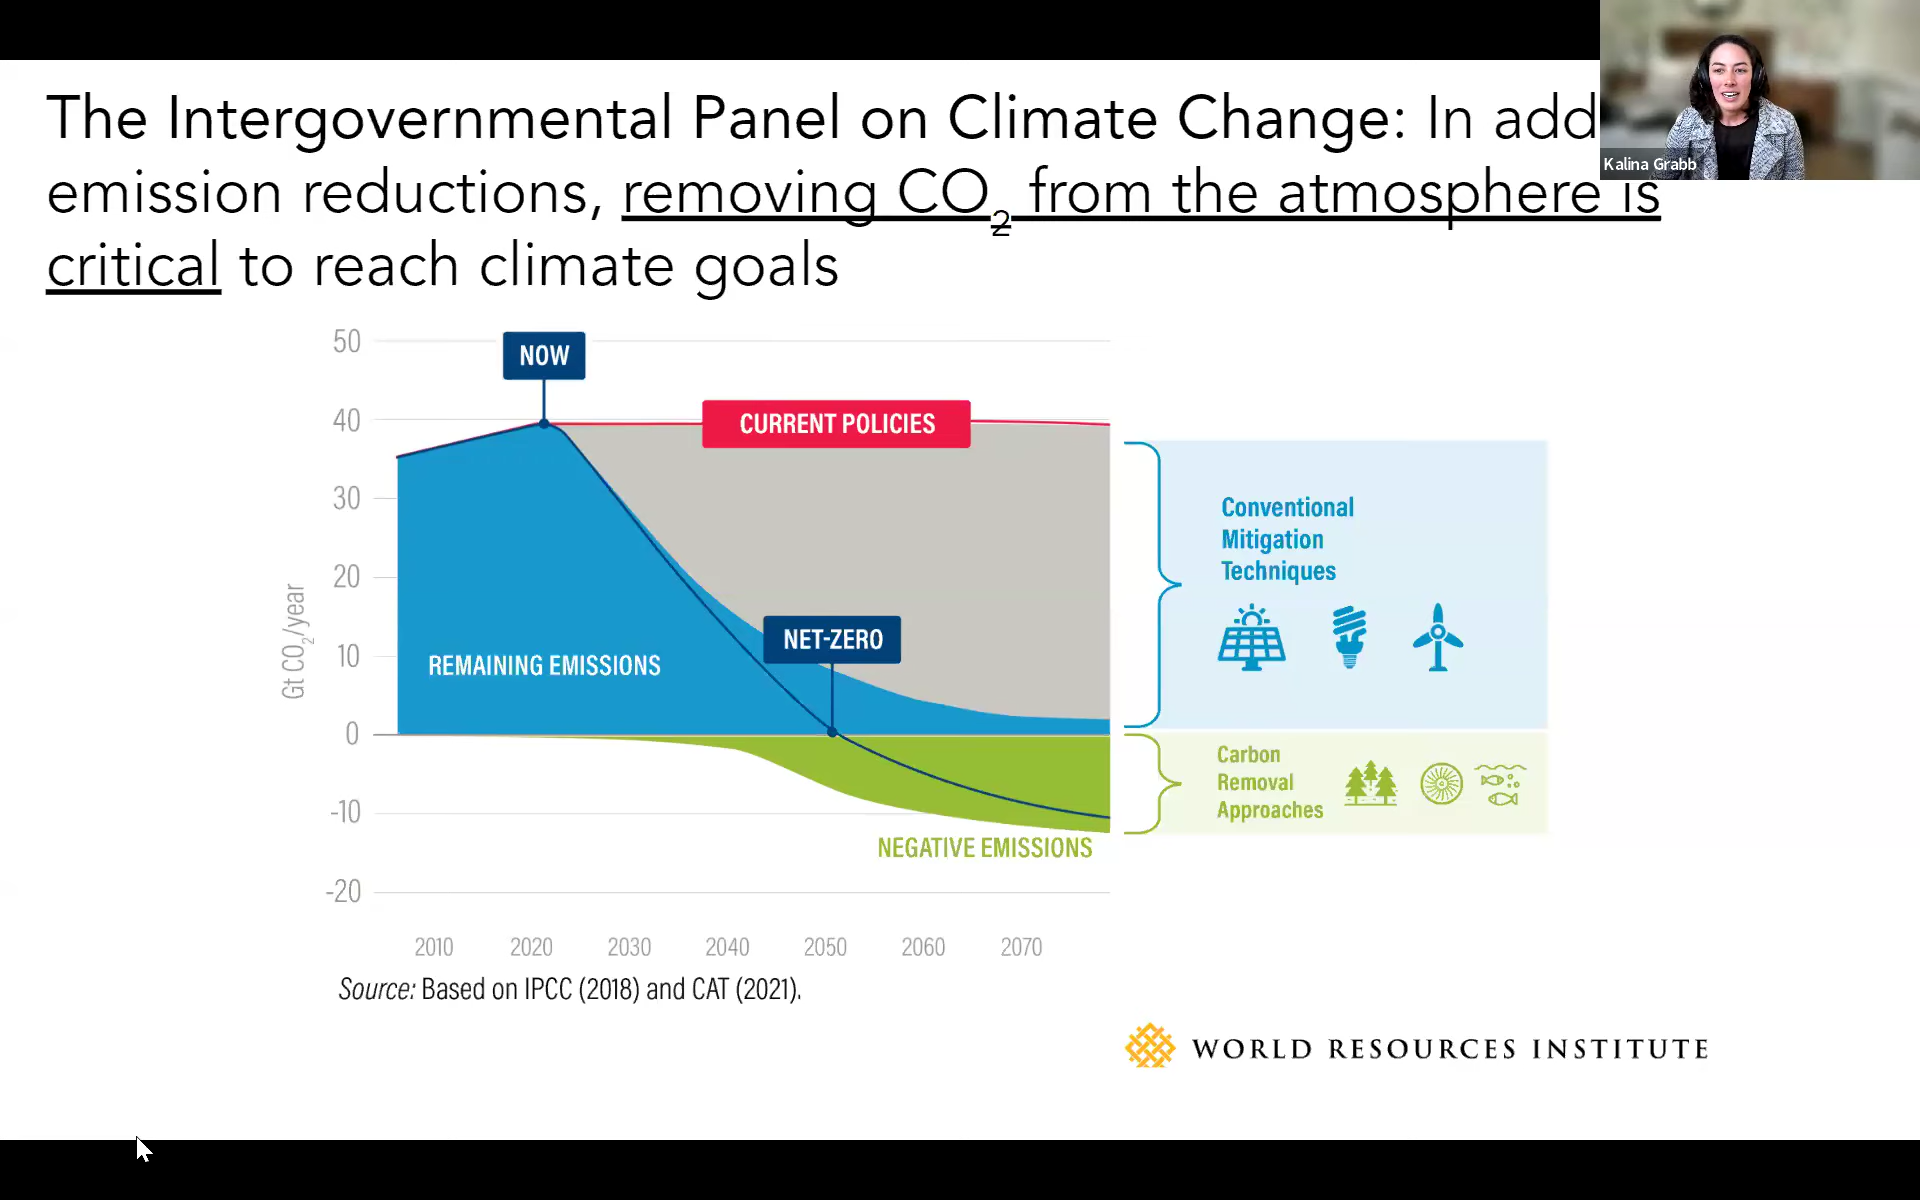 The Intergovernmental Panel on Climate Change: In add
emission reductions, removing CO2 from the atmosphere is
critical to reach climate goals
Kalina Grabb
50
NOW
40
CURRENT POLICIES
30
20
10
0
-10
-20
Gt CO2/year
REMAINING EMISSIONS
NET-ZERO
NEGATIVE EMISSIONS
Conventional
Mitigation
Techniques
Carbon
Removal
Approaches
2010 2020 2030 2040 2050 2060 2070
Source: Based on IPCC (2018) and CAT (2021).
WORLD RESOURCES INSTITUTE